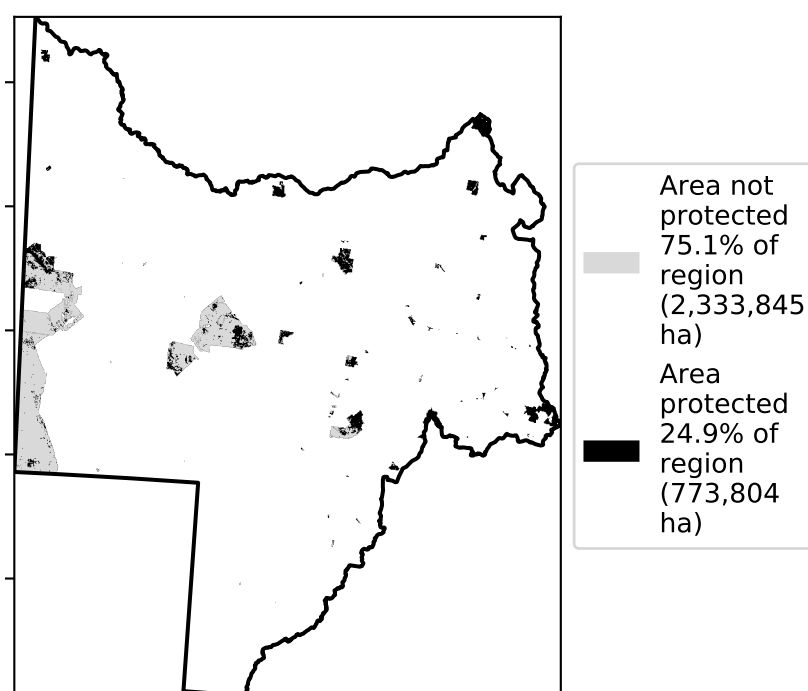 Area not
protected
75.1% of
region
(2,333,845
ha)
Area
protected
24.9% of
region
(773,804
ha)